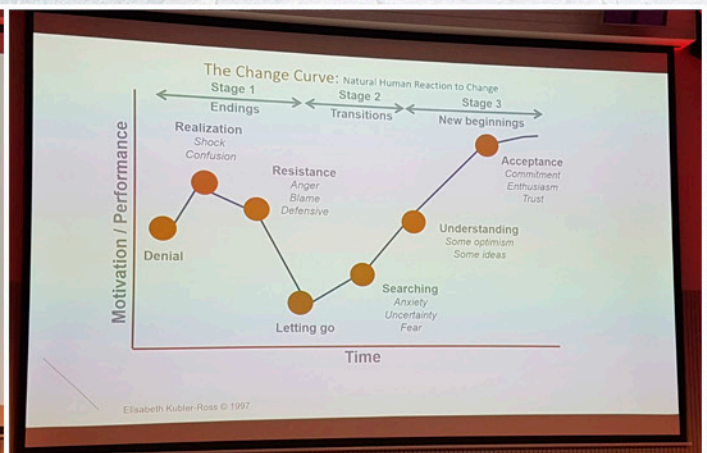 The Change Curve: Natural Human Reaction to Change
Stage 1
Stage 2
Stage 3
Endings
Transitions
New beginnings
Realization
Shock
Confusion
Resistance
Anger
Blame
Defensive
Acceptance
Commitment
Enthusiasm
Trust
Denial
Understanding
Some optimism
Some ideas
Searching
Anxiety
Uncertainty
Fear
Letting go
Motivation / Performance
Time
Elisabeth Kubler-Ross © 1997